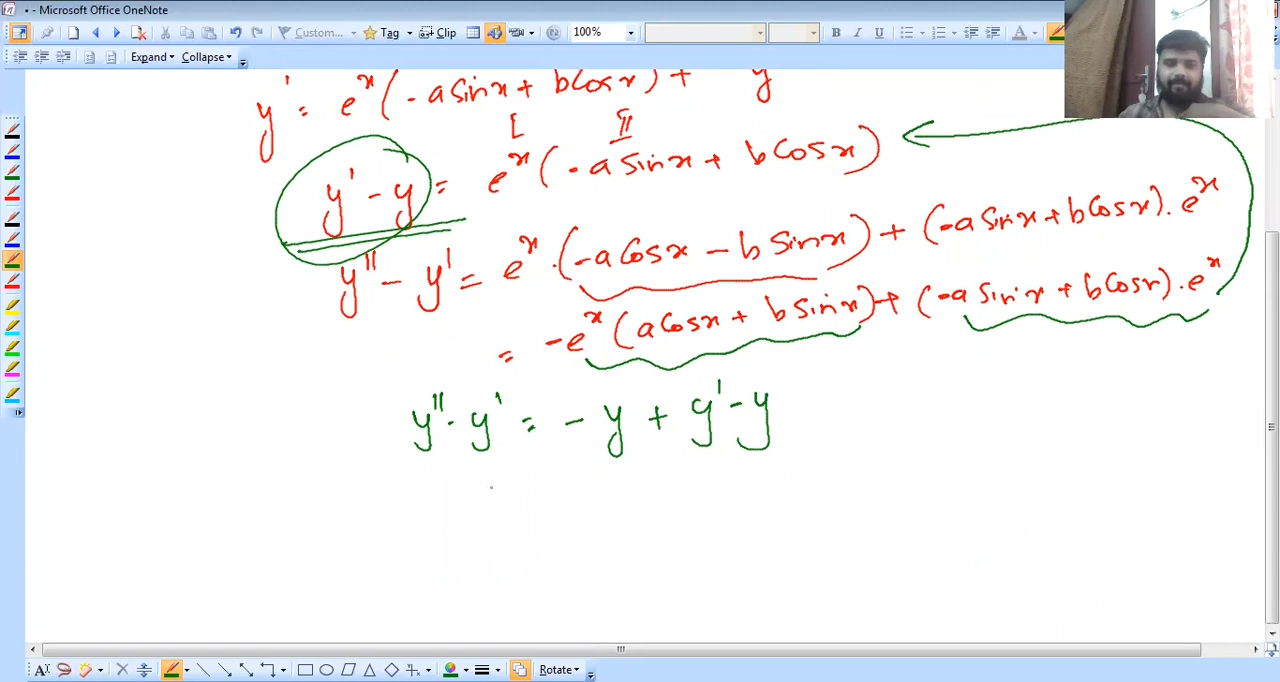 • - Microsoft Office OneNote
Custom... Tag Clip 100% B I U A
Expand Collapse
y' = e^x (-a sin x + b cos x) + y
I II
y' - y = e^x (-a sin x + b cos x)
y'' - y' = e^x . (-a cos x - b sin x) + (-a sin x + b cos x) . e^x
= -e^x (a cos x + b sin x) + (-a sin x + b cos x) . e^x
y'' - y' = - y + y' - y
Rotate